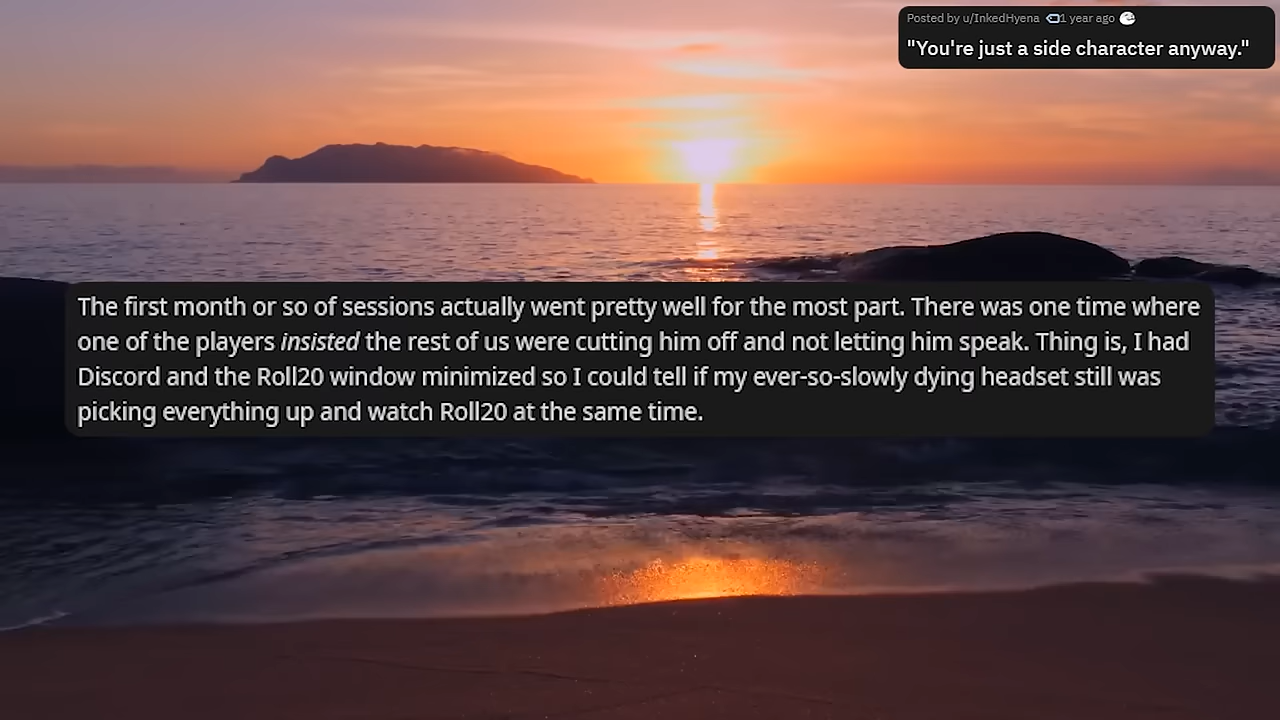 Posted by u/InkedHyena 1 year ago
"You're just a side character anyway."
The first month or so of sessions actually went pretty well for the most part. There was one time where
one of the players insisted the rest of us were cutting him off and not letting him speak. Thing is, I had
Discord and the Roll20 window minimized so I could tell if my ever-so-slowly dying headset still was
picking everything up and watch Roll20 at the same time.